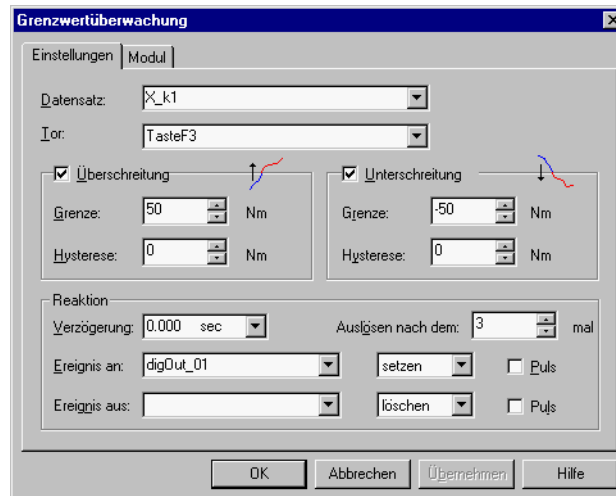 Grenzwertüberwachung
Einstellungen Modul
Datensatz: X_k1
Tor: TasteF3
Überschreitung Unterschreitung
Grenze: 50 Nm Grenze: -50 Nm
Hysterese: 0 Nm Hysterese: 0 Nm
Reaktion
Verzögerung: 0.000 sec Auslösen nach dem: 3 mal
Ereignis an: digOut_01 setzen Puls
Ereignis aus: löschen Puls
OK Abbrechen Übernehmen Hilfe